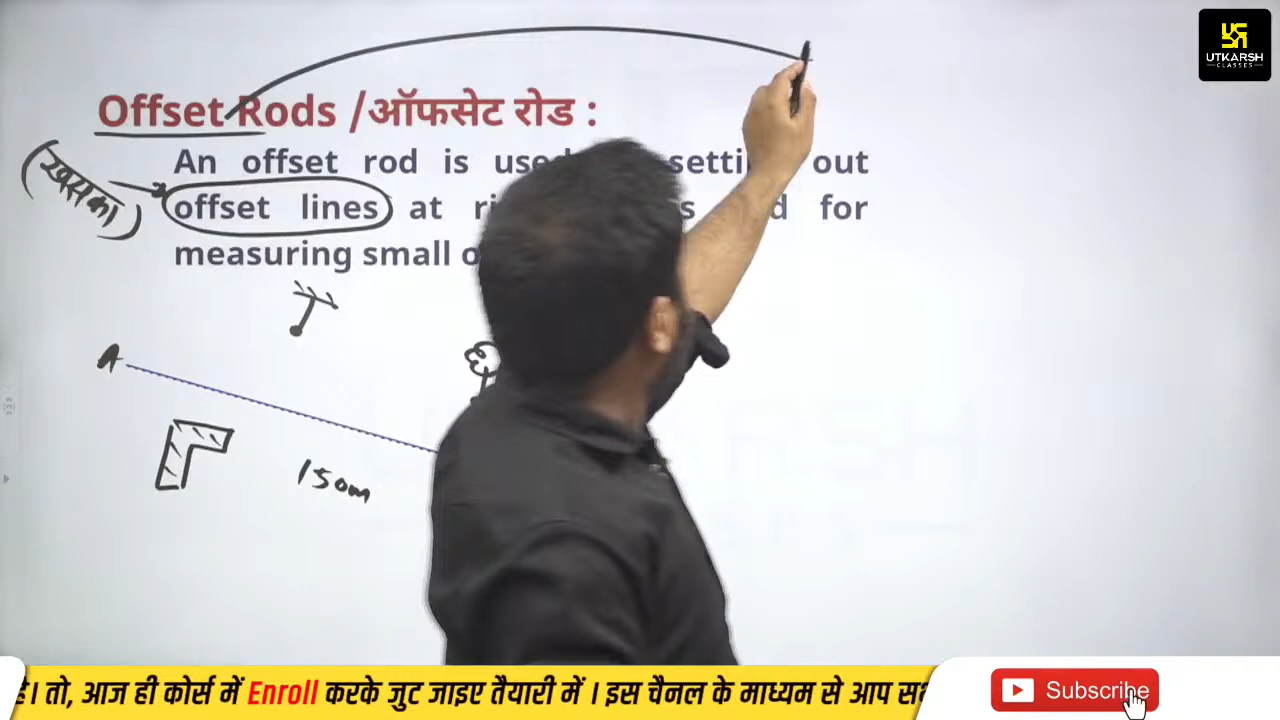 UTKARSH
CLASSES
Offset Rods /ऑफसेट रोड :
An offset rod is used setting out
(खसका)
offset lines at for
measuring small
A
150m
है। तो, आज ही कोर्स में Enroll करके जुट जाइए तैयारी में । इस चैनल के माध्यम से आप
Subscribe